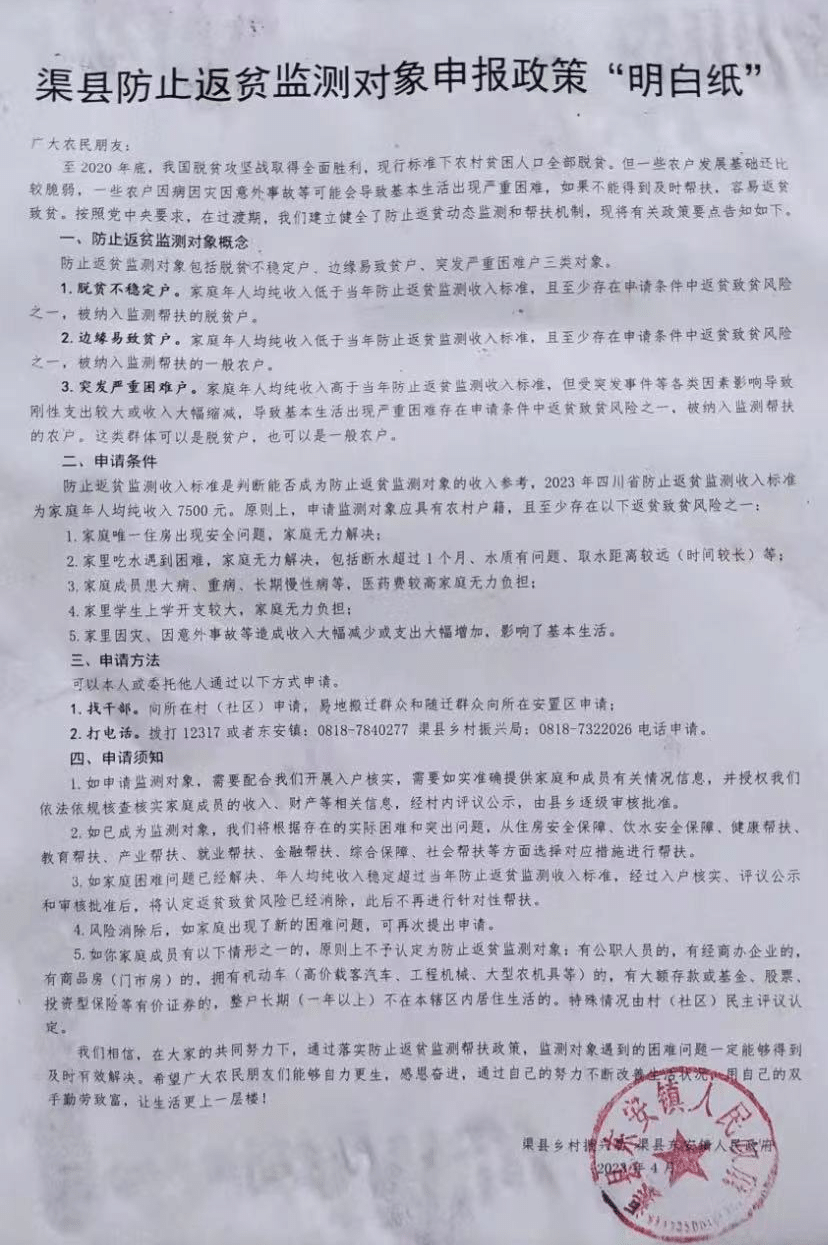 渠县防止返贫监测对象申报政策“明白纸”
广大农民朋友：
至 2020 年底，我国脱贫攻坚战取得全面胜利，现行标准下农村贫困人口全部脱贫。但一些农户发展基础还比
较脆弱，一些农户因病因灾因意外事故等可能会导致基本生活出现严重困难，如果不能得到及时帮扶，容易返贫
致贫。按照党中央要求，在过渡期，我们建立健全了防止返贫动态监测和帮扶机制，现将有关政策要点告知如下。
一、防止返贫监测对象概念
防止返贫监测对象包括脱贫不稳定户、边缘易致贫户、突发严重困难户三类对象。
1. 脱贫不稳定户。家庭年人均纯收入低于当年防止返贫监测收入标准，且至少存在申请条件中返贫致贫风险
之一，被纳入监测帮扶的脱贫户。
2. 边缘易致贫户。家庭年人均纯收入低于当年防止返贫监测收入标准，且至少存在申请条件中返贫致贫风险
之一，被纳入监测帮扶的一般农户。
3. 突发严重困难户。家庭年人均纯收入高于当年防止返贫监测收入标准，但受突发事件等各类因素影响导致
刚性支出较大或收入大幅缩减，导致基本生活出现严重困难存在申请条件中返贫致贫风险之一，被纳入监测帮扶
的农户。这类群体可以是脱贫户，也可以是一般农户。
二、申请条件
防止返贫监测收入标准是判断能否成为防止返贫监测对象的收入参考，2023 年四川省防止返贫监测收入标准
为家庭年人均纯收入 7500 元。原则上，申请监测对象应具有农村户籍，且至少存在以下返贫致贫风险之一：
1. 家庭唯一住房出现安全问题，家庭无力解决；
2. 家里吃水遇到困难，家庭无力解决，包括断水超过 1 个月、水质有问题、取水距离较远（时间较长）等；
3. 家庭成员患大病、重病、长期慢性病等，医药费较高家庭无力负担；
4. 家里学生上学开支较大，家庭无力负担；
5. 家里因灾、因意外事故等造成收入大幅减少或支出大幅增加，影响了基本生活。
三、申请方法
可以本人或委托他人通过以下方式申请。
1. 找干部。向所在村（社区）申请，易地搬迁群众和随迁群众向所在安置区申请；
2. 打电话。拨打 12317 或者东安镇：0818-7840277 渠县乡村振兴局：0818-7322026 电话申请。
四、申请须知
1. 如申请监测对象，需要配合我们开展入户核实，需要如实准确提供家庭和成员有关情况信息，并授权我们
依法依规核查核实家庭成员的收入、财产等相关信息，经村内评议公示，由县乡逐级审核批准。
2. 如已成为监测对象，我们将根据存在的实际困难和突出问题，从住房安全保障、饮水安全保障、健康帮扶、
教育帮扶、产业帮扶、就业帮扶、金融帮扶、综合保障、社会帮扶等方面选择对应措施进行帮扶。
3. 如家庭困难问题已经解决、年人均纯收入稳定超过当年防止返贫监测收入标准，经过入户核实、评议公示
和审核批准后，将认定返贫致贫风险已经消除，此后不再进行针对性帮扶。
4. 风险消除后，如家庭出现了新的困难问题，可再次提出申请。
5. 如你家庭成员有以下情形之一的，原则上不予认定为防止返贫监测对象：有公职人员的，有经商办企业的，
有商品房（门市房）的，拥有机动车（高价载客汽车、工程机械、大型农机具等）的，有大额存款或基金、股票、
投资型保险等有价证券的，整户长期（一年以上）不在本辖区内居住生活的。特殊情况由村（社区）民主评议认
定。
我们相信，在大家的共同努力下，通过落实防止返贫监测帮扶政策，监测对象遇到的困难问题一定能够得到
及时有效解决。希望广大农民朋友们能够自力更生，感恩奋进，通过自己的努力不断改善生活状况，用自己的双
手勤劳致富，让生活更上一层楼！
渠县乡村振兴局 渠县东安镇人民政府
2023 年 4 月
渠县东安镇人民政府